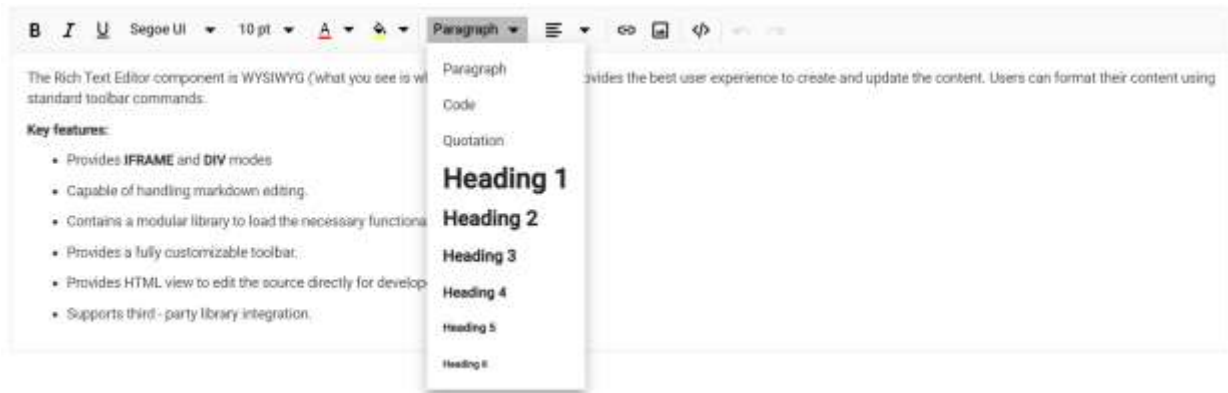 B I U Segoe UI 10 pt A Paragraph
The Rich Text Editor component is WYSIWYG ('what you see is wh
ovides the best user experience to create and update the content. Users can format their content using
standard toolbar commands.
Key features:
• Provides IFRAME and DIV modes
• Capable of handling markdown editing.
• Contains a modular library to load the necessary functiona
• Provides a fully customizable toolbar.
• Provides HTML view to edit the source directly for develop
• Supports third - party library integration.
Paragraph
Code
Quotation
Heading 1
Heading 2
Heading 3
Heading 4
Heading 5
Heading 6